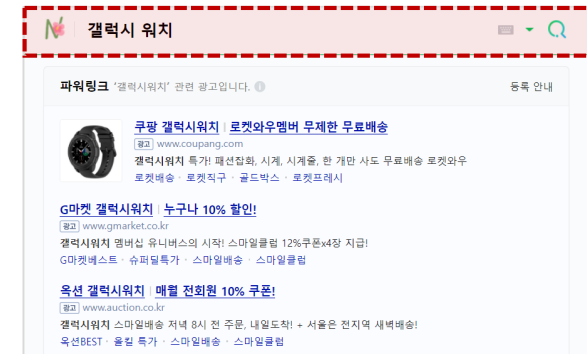 갤럭시 워치
파워링크 '갤럭시워치' 관련 광고입니다. 등록 안내
쿠팡 갤럭시워치 | 로켓와우멤버 무제한 무료배송
광고 www.coupang.com
갤럭시워치 특가! 패션잡화, 시계, 시계줄, 한 개만 사도 무료배송 로켓와우
로켓배송 · 로켓직구 · 골드박스 · 로켓프레시
G마켓 갤럭시워치 | 누구나 10% 할인!
광고 www.gmarket.co.kr
갤럭시워치 멤버십 유니버스의 시작! 스마일클럽 12%쿠폰x4장 지급!
G마켓베스트 · 슈퍼딜특가 · 스마일배송 · 스마일클럽
옥션 갤럭시워치 | 매월 전회원 10% 쿠폰!
광고 www.auction.co.kr
갤럭시워치 스마일배송 저녁 8시 전 주문, 내일도착! + 서울은 전지역 새벽배송!
옥션BEST · 올킬 특가 · 스마일배송 · 스마일클럽